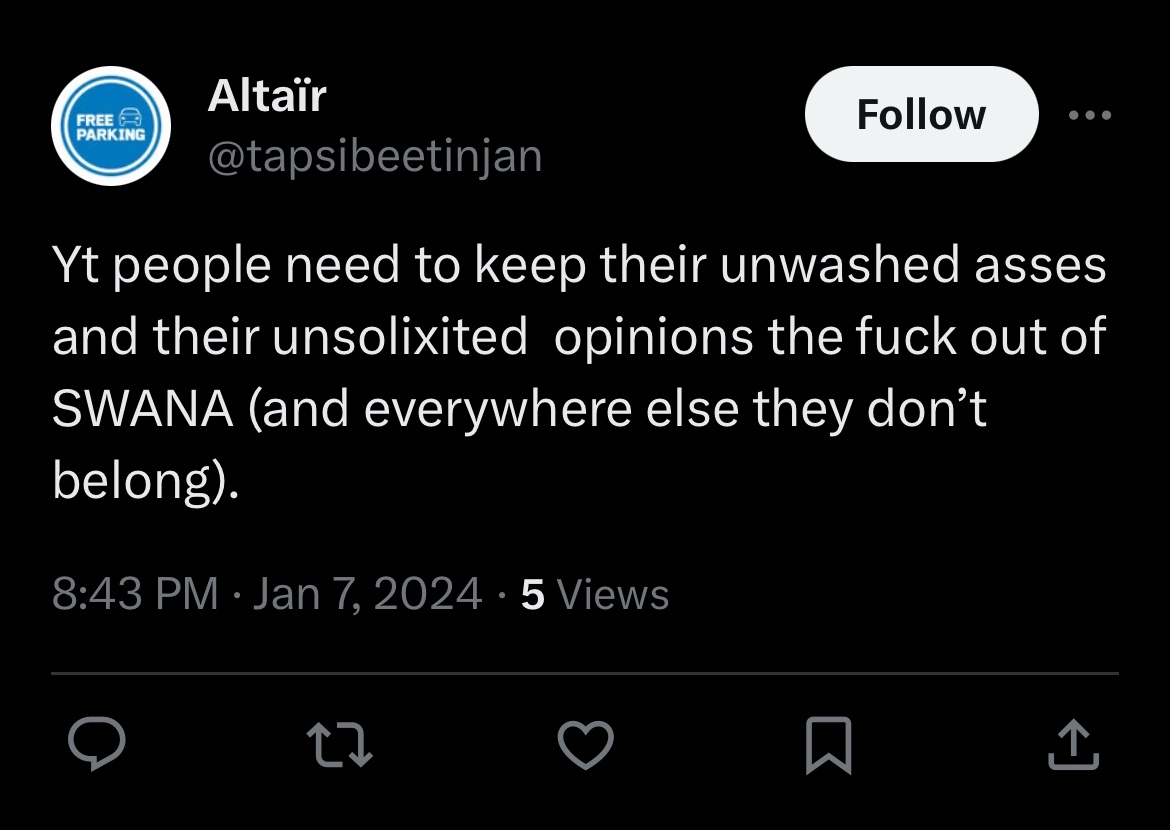 FREE
PARKING
Altaïr
@tapsibeetinjan
Follow
Yt people need to keep their unwashed asses
and their unsolixited  opinions the fuck out of
SWANA (and everywhere else they don’t
belong).
8:43 PM · Jan 7, 2024 · 5 Views